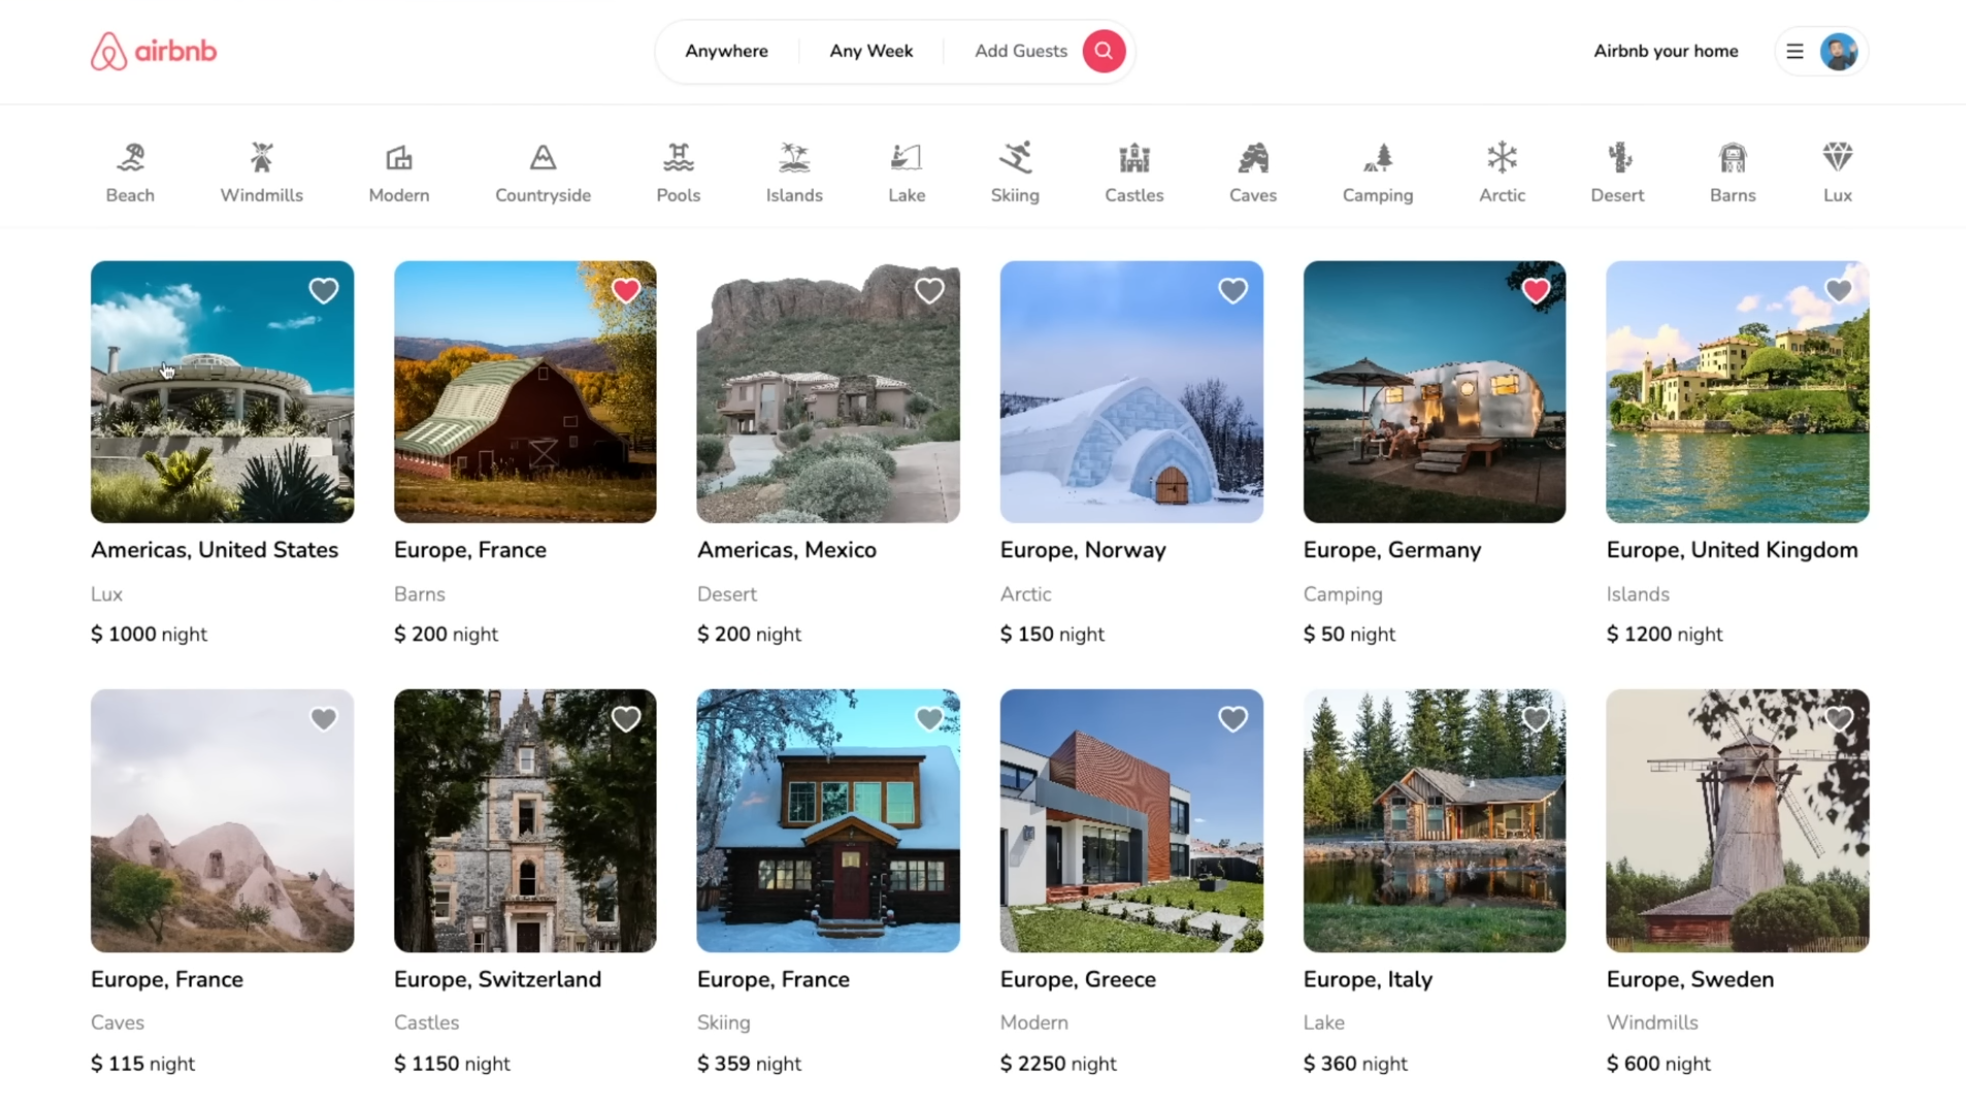 airbnb
Anywhere
Any Week
Add Guests
Airbnb your home
Beach
Windmills
Modern
Countryside
Pools
Islands
Lake
Skiing
Castles
Caves
Camping
Arctic
Desert
Barns
Lux
Americas, United States
Lux
$ 1000 night
Europe, France
Barns
$ 200 night
Americas, Mexico
Desert
$ 200 night
Europe, Norway
Arctic
$ 150 night
Europe, Germany
Camping
$ 50 night
Europe, United Kingdom
Islands
$ 1200 night
Europe, France
Caves
$ 115 night
Europe, Switzerland
Castles
$ 1150 night
Europe, France
Skiing
$ 359 night
Europe, Greece
Modern
$ 2250 night
Europe, Italy
Lake
$ 360 night
Europe, Sweden
Windmills
$ 600 night